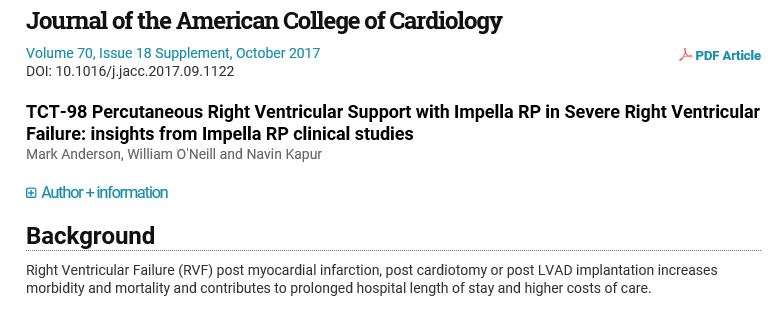 Journal of the American College of Cardiology
Volume 70, Issue 18 Supplement, October 2017
PDF Article
DOI: 10.1016/j.jacc.2017.09.1122
TCT-98 Percutaneous Right Ventricular Support with Impella RP in Severe Right Ventricular
Failure: insights from Impella RP clinical studies
Mark Anderson, William O'Neill and Navin Kapur
Author + information
Background
Right Ventricular Failure (RVF) post myocardial infarction, post cardiotomy or post LVAD implantation increases
morbidity and mortality and contributes to prolonged hospital length of stay and higher costs of care.